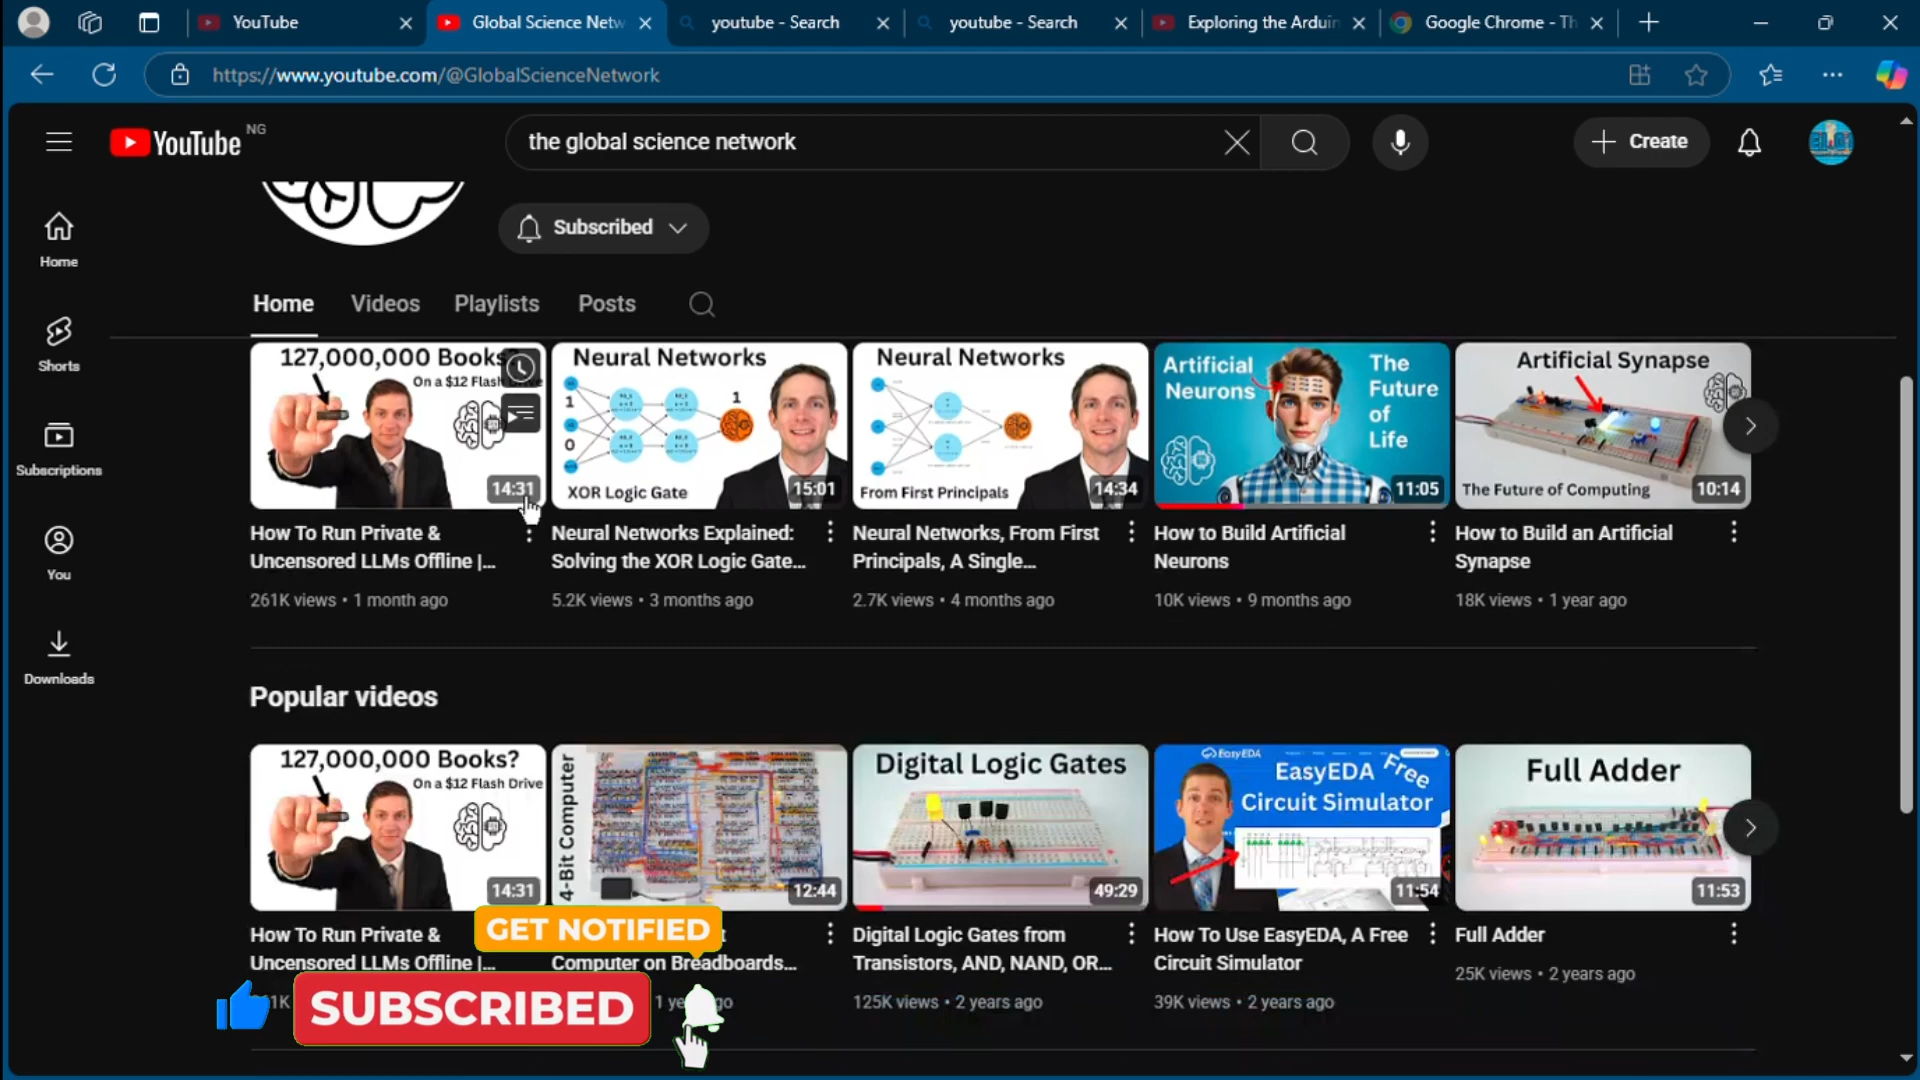 YouTube
Global Science Netw
youtube - Search
youtube - Search
Exploring the Arduin
Google Chrome - Th
https://www.youtube.com/@GlobalScienceNetwork
YouTube NG
the global science network
Create
Subscribed
Home
Shorts
Subscriptions
You
Downloads
Home
Videos
Playlists
Posts
127,000,000 Books?
On a $12 Flash Drive
14:31
Neural Networks
1
0
1
XOR Logic Gate
15:01
Neural Networks
From First Principals
14:34
Artificial
Neurons
The
Future
of
Life
11:05
Artificial Synapse
The Future of Computing
10:14
How To Run Private &
Uncensored LLMs Offline |...
261K views • 1 month ago
Neural Networks Explained:
Solving the XOR Logic Gate...
5.2K views • 3 months ago
Neural Networks, From First
Principals, A Single...
2.7K views • 4 months ago
How to Build Artificial
Neurons
10K views • 9 months ago
How to Build an Artificial
Synapse
18K views • 1 year ago
Popular videos
127,000,000 Books?
On a $12 Flash Drive
14:31
4-Bit Computer
12:44
Digital Logic Gates
49:29
EasyEDA
EasyEDA Free
Circuit Simulator
11:54
Full Adder
11:53
How To Run Private &
Uncensored LLMs Offline |...
Computer on Breadboards...
Digital Logic Gates from
Transistors, AND, NAND, OR...
125K views • 2 years ago
How To Use EasyEDA, A Free
Circuit Simulator
39K views • 2 years ago
Full Adder
25K views • 2 years ago
GET NOTIFIED
SUBSCRIBED